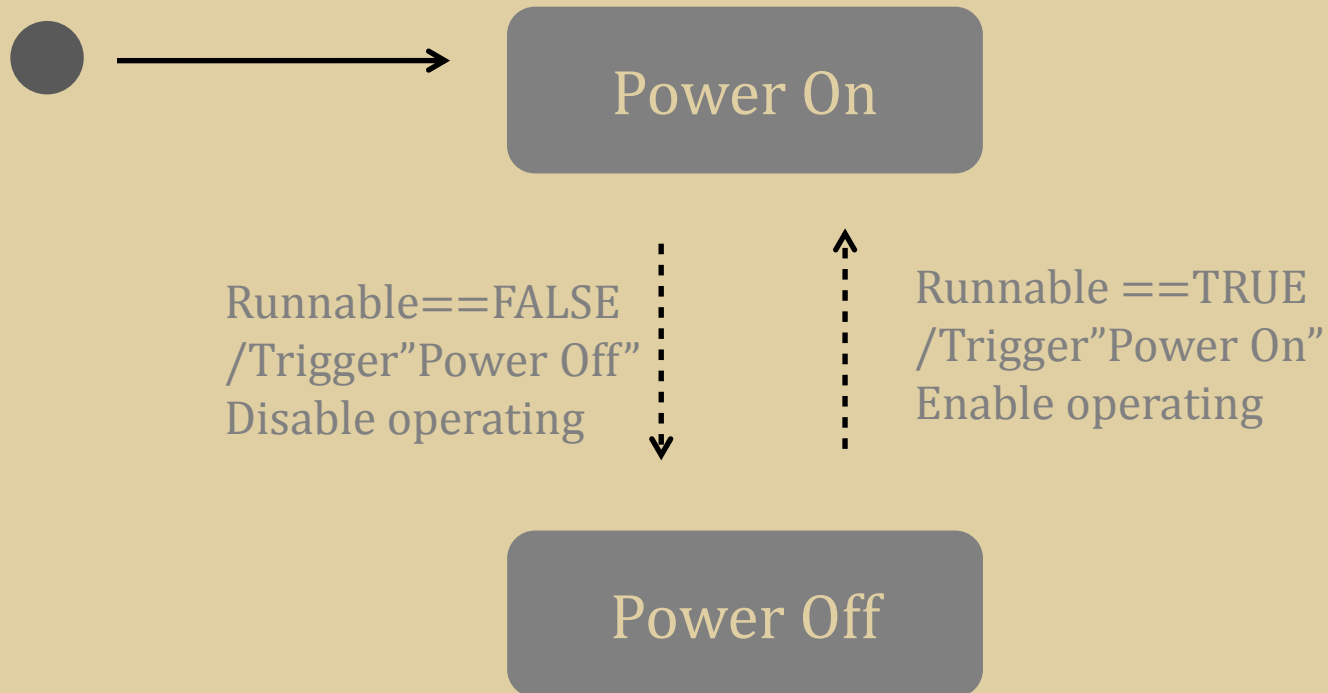 Power On
Runnable==FALSE
/Trigger”Power Off”
Disable operating
Runnable ==TRUE
/Trigger”Power On”
Enable operating
Power Off